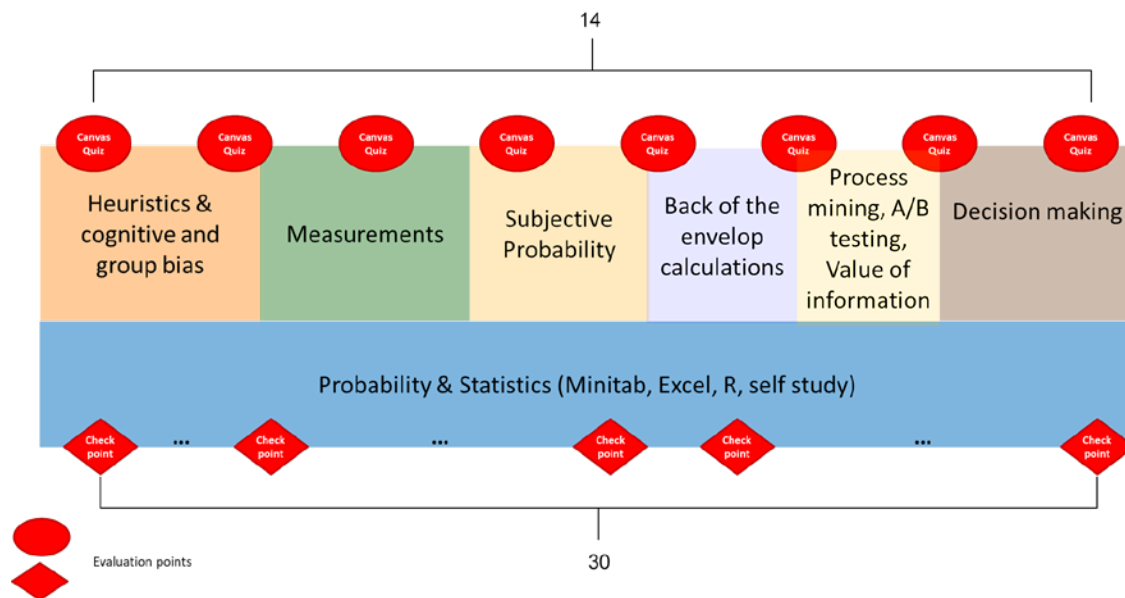 14
Canvas
Quiz
Canvas
Quiz
Canvas
Quiz
Canvas
Quiz
Canvas
Quiz
Canvas
Quiz
Canvas
Quiz
Canvas
Quiz
Heuristics &
cognitive and
group bias
Measurements
Subjective
Probability
Back of the
envelop
calculations
Process
mining, A/B
testing,
Value of
information
Decision making
Probability & Statistics (Minitab, Excel, R, self study)
Check
point
...
Check
point
...
Check
point
Check
point
...
Check
point
30
Evaluation points